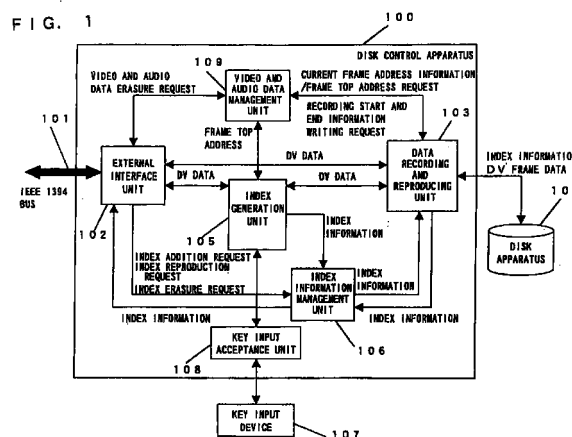 FIG. 1
100
DISK CONTROL APPARATUS
VIDEO AND AUDIO
DATA ERASURE REQUEST
109
VIDEO AND
AUDIO DATA
MANAGEMENT
UNIT
CURRENT FRAME ADDRESS INFORMATION
/FRAME TOP ADDRESS REQUEST
RECORDING START AND
END INFORMATION
WRITING REQUEST
103
101
IEEE 1394
BUS
FRAME TOP
ADDRESS
EXTERNAL
INTERFACE
UNIT
102
DV DATA
DV DATA
DV DATA
DATA
RECORDING
AND
REPRODUCING
UNIT
INDEX INFORMATION
DV FRAME DATA
10
DISK
APPARATUS
INDEX
GENERATION
UNIT
105
INDEX
INFORMATION
INDEX ADDITION REQUEST
INDEX REPRODUCTION
REQUEST
INDEX ERASURE REQUEST
INDEX INFORMATION
INDEX
INFORMATION
MANAGEMENT
UNIT
106
INDEX
INFORMATION
INDEX INFORMATION
KEY INPUT
ACCEPTANCE UNIT
108
KEY INPUT
DEVICE
107